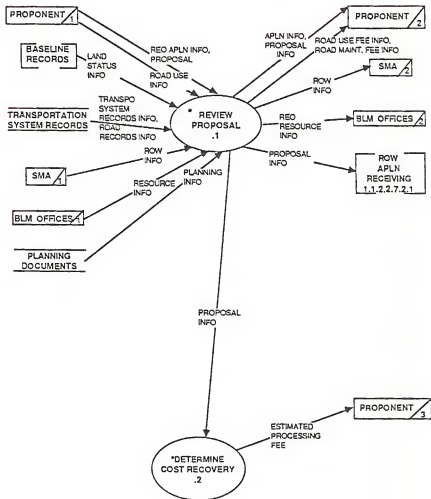 PROPONENT 1
REO APLN INFO, PROPOSAL
ROAD USE INFO
BASELINE RECORDS
LAND STATUS INFO
TRANSPORTATION SYSTEM RECORDS
TRANSPO SYSTEM RECORDS INFO, ROAD RECORDS INFO
SMA 1
ROW INFO
BLM OFFICES 1
RESOURCE INFO
PLANNING DOCUMENTS
PLANNING INFO
* REVIEW PROPOSAL .1
APLN INFO, PROPOSAL INFO
ROAD USE FEE INFO, ROAD MAINT. FEE INFO
PROPONENT 2
ROW INFO
SMA 2
REO RESOURCE INFO
BLM OFFICES 2
PROPOSAL INFO
ROW APLN RECEIVING 1.1.2.2.7.2.1
PROPOSAL INFO
*DETERMINE COST RECOVERY .2
ESTIMATED PROCESSING FEE
PROPONENT 3